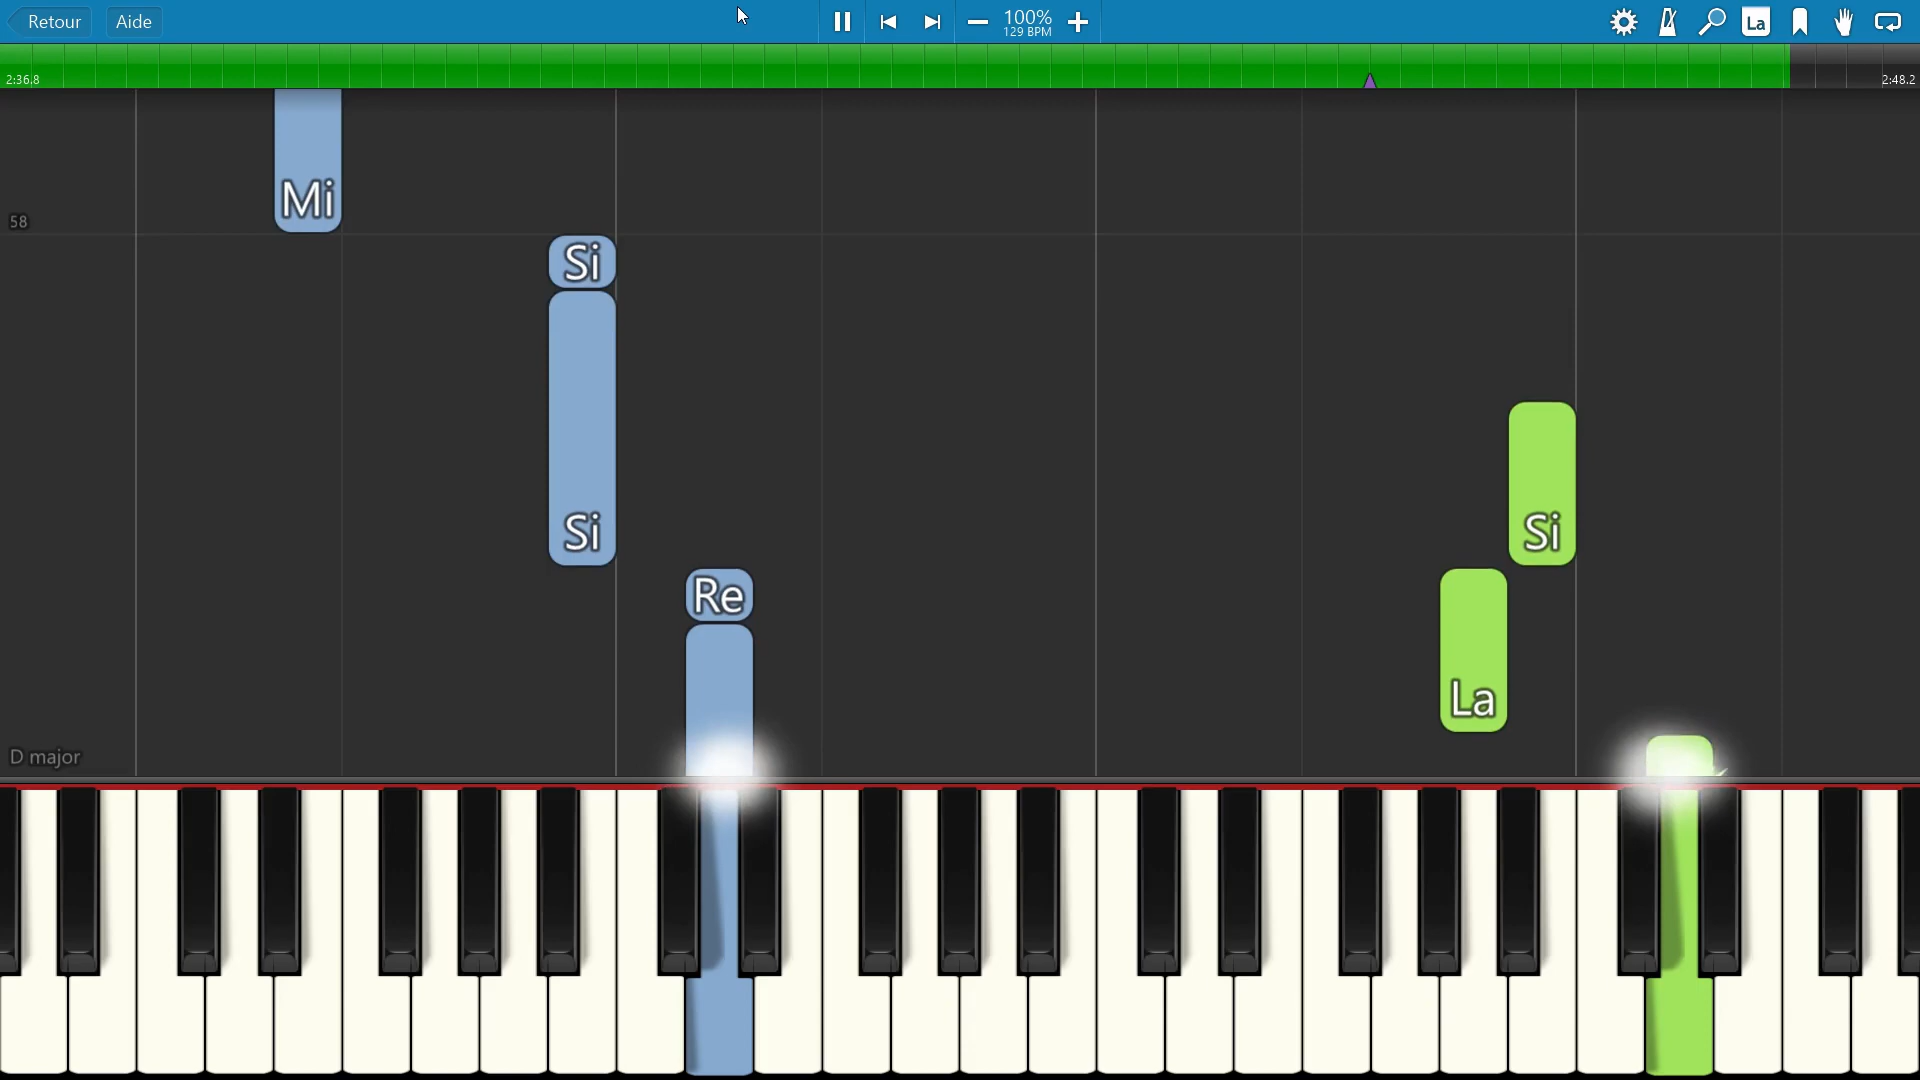 Retour Aide 100% La
129 BPM
2:36.8 2:48.2
Mi
58
Si
Si Si
Re
La
D major